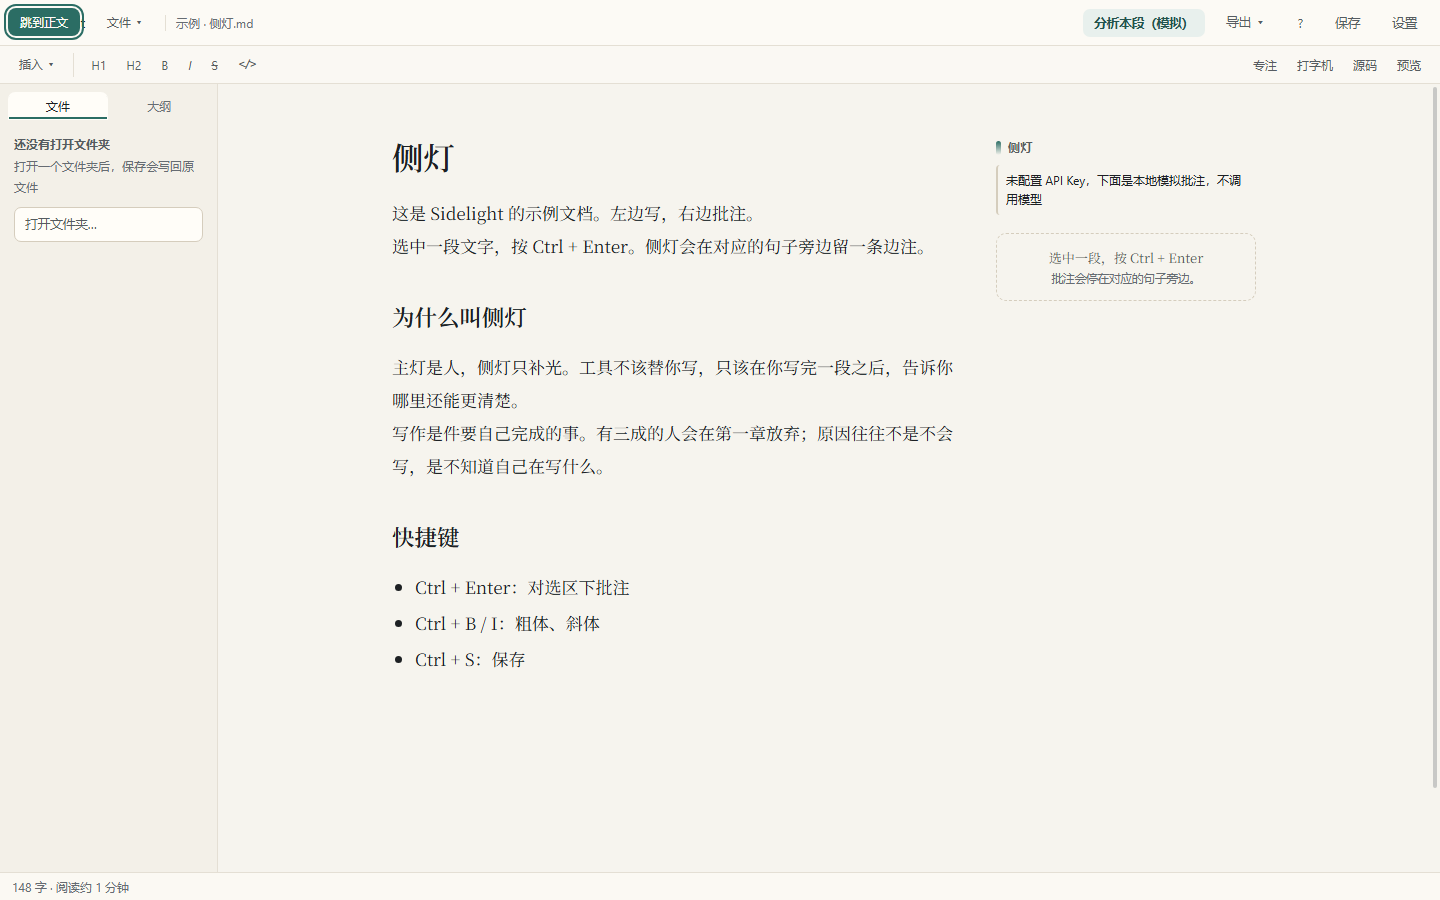 跳到正文
文件
示例 · 侧灯.md
分析本段（模拟）
导出
?
保存
设置
插入
H1
H2
B
I
S
</>
专注
打字机
源码
预览
文件
大纲
还没有打开文件夹
打开一个文件夹后，保存会写回原
文件
打开文件夹...
侧灯
这是 Sidelight 的示例文档。左边写，右边批注。
选中一段文字，按 Ctrl + Enter。侧灯会在对应的句子旁边留一条边注。
为什么叫侧灯
主灯是人，侧灯只补光。工具不该替你写，只该在你写完一段之后，告诉你
哪里还能更清楚。
写作是件要自己完成的事。有三成的人会在第一章放弃；原因往往不是不会
写，是不知道自己在写什么。
快捷键
Ctrl + Enter：对选区下批注
Ctrl + B / I：粗体、斜体
Ctrl + S：保存
侧灯
未配置 API Key，下面是本地模拟批注，不调
用模型
选中一段，按 Ctrl + Enter
批注会停在对应的句子旁边。
148 字 · 阅读约 1 分钟